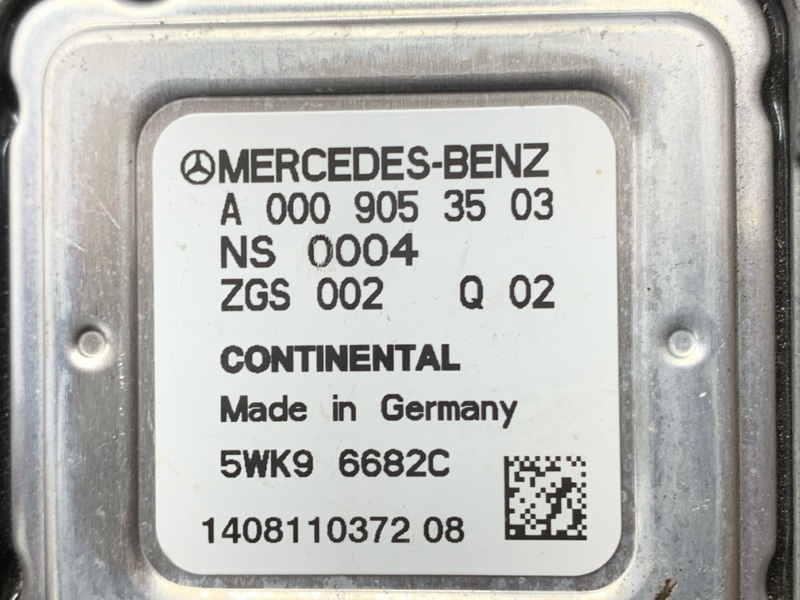 MERCEDES-BENZ
A 000 905 35 03
NS 0004
ZGS 002 Q 02
CONTINENTAL
Made in Germany
5WK9 6682C
1408110372 08